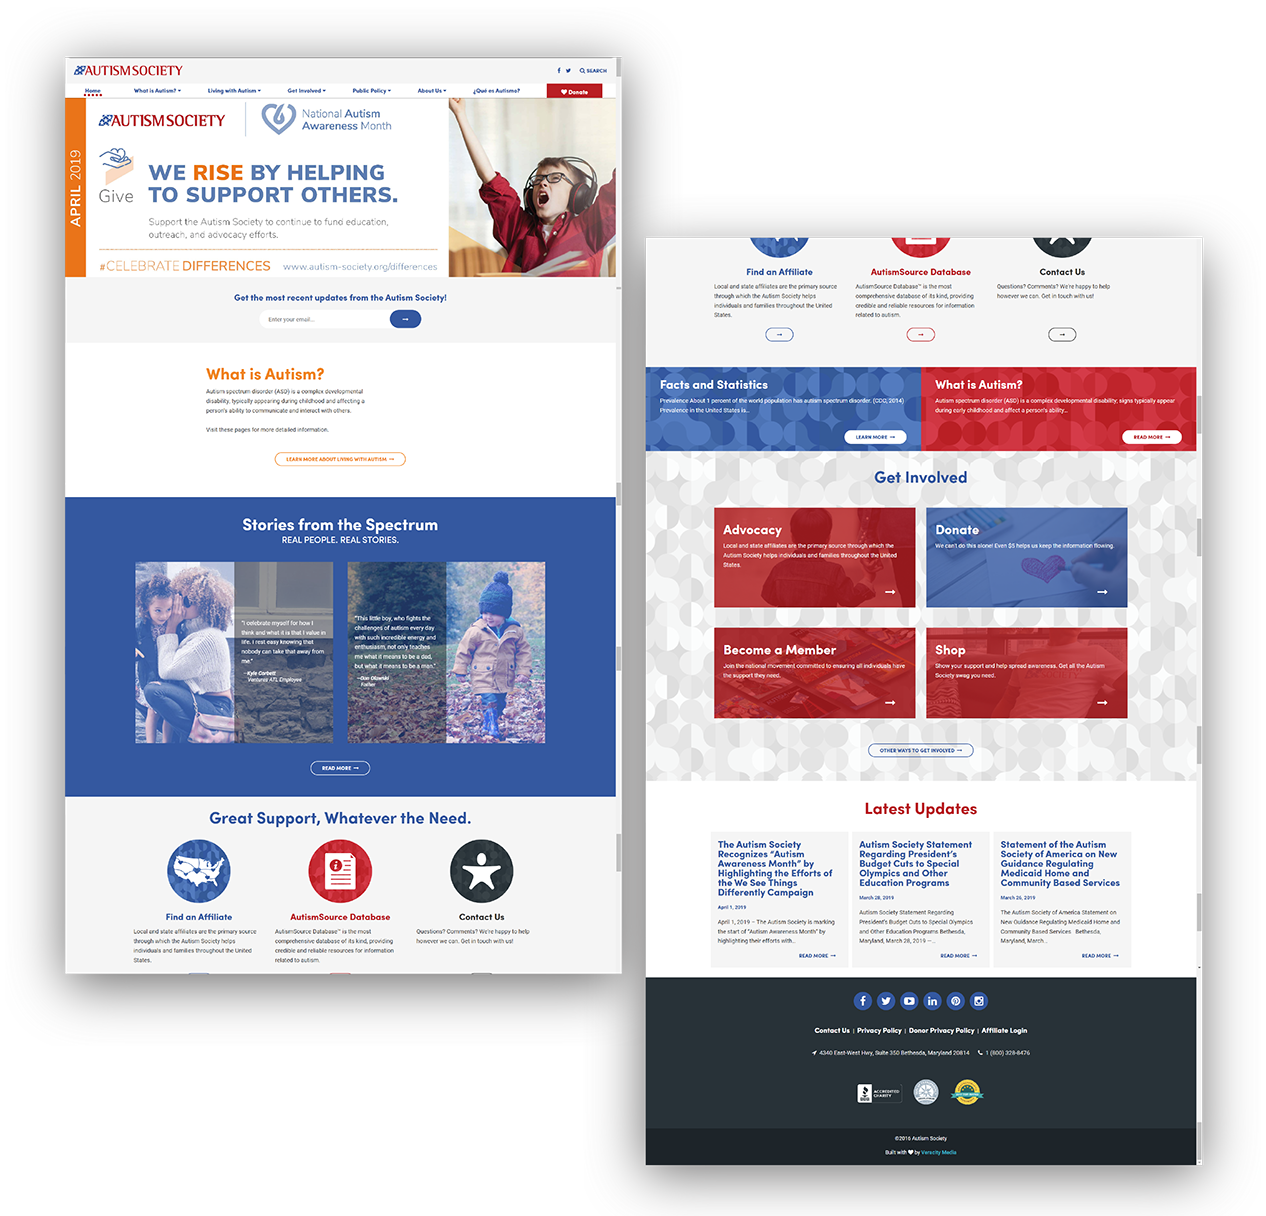 AUTISM SOCIETY
SEARCH
Home
What is Autism?
Living with Autism
Get Involved
Public Policy
About Us
¿Qué es Autismo?
Donate
APRIL 2019
AUTISM SOCIETY
National Autism
Awareness Month
Give
WE RISE BY HELPING
TO SUPPORT OTHERS.
Support the Autism Society to continue to fund education,
outreach, and advocacy efforts.
#CELEBRATE DIFFERENCES
www.autism-society.org/differences
Get the most recent updates from the Autism Society!
Enter your email...
What is Autism?
Autism spectrum disorder (ASD) is a complex developmental
disability, typically appearing during childhood and affecting a
person's ability to communicate and interact with others.
Visit these pages for more detailed information.
LEARN MORE ABOUT LIVING WITH AUTISM →
Stories from the Spectrum
REAL PEOPLE. REAL STORIES.
"I celebrate myself for how I
think and what it is that I value in
life. I rest easy knowing that
nobody can take that away from
me."
–Kyle Corbett
Ventures ATL Employee
"This little boy, who fights the
challenges of autism every day
with such incredible energy and
enthusiasm, not only teaches
me what it means to be a dad,
but what it means to be a man."
–Dan Olawski
Father
READ MORE →
Great Support, Whatever the Need.
Find an Affiliate
Local and state affiliates are the primary source
through which the Autism Society helps
individuals and families throughout the United
States.
AutismSource Database
AutismSource Database™ is the most
comprehensive database of its kind, providing
credible and reliable resources for information
related to autism.
Contact Us
Questions? Comments? We're happy to help
however we can. Get in touch with us!
Find an Affiliate
Local and state affiliates are the primary source
through which the Autism Society helps
individuals and families throughout the United
States.
AutismSource Database
AutismSource Database™ is the most
comprehensive database of its kind, providing
credible and reliable resources for information
related to autism.
Contact Us
Questions? Comments? We're happy to help
however we can. Get in touch with us!
Facts and Statistics
Prevalence About 1 percent of the world population has autism spectrum disorder. (CDC, 2014)
Prevalence in the United States is...
LEARN MORE →
What is Autism?
Autism spectrum disorder (ASD) is a complex developmental disability; signs typically appear
during early childhood and affect a person's ability...
READ MORE →
Get Involved
Advocacy
Local and state affiliates are the primary source through which the
Autism Society helps individuals and families throughout the United
States.
Donate
We can't do this alone! Even $5 helps us keep the information flowing.
Become a Member
Join the national movement committed to ensuring all individuals have
the support they need.
Shop
Show your support and help spread awareness. Get all the Autism
Society swag you need.
OTHER WAYS TO GET INVOLVED →
Latest Updates
The Autism Society
Recognizes "Autism
Awareness Month" by
Highlighting the Efforts of
the We See Things
Differently Campaign
April 1, 2019
April 1, 2019 – The Autism Society is marking
the start of "Autism Awareness Month" by
highlighting their efforts with...
READ MORE →
Autism Society Statement
Regarding President's
Budget Cuts to Special
Olympics and Other
Education Programs
March 28, 2019
Autism Society Statement Regarding
President's Budget Cuts to Special Olympics
and Other Education Programs Bethesda,
Maryland, March 28, 2019 —...
READ MORE →
Statement of the Autism
Society of America on New
Guidance Regulating
Medicaid Home and
Community Based Services
March 26, 2019
The Autism Society of America Statement on
New Guidance Regulating Medicaid Home and
Community Based Services Bethesda,
Maryland, March...
READ MORE →
Contact Us | Privacy Policy | Donor Privacy Policy | Affiliate Login
4340 East-West Hwy, Suite 350 Bethesda, Maryland 20814
1 (800) 328-8476
BBB
ACCREDITED
CHARITY
©2016 Autism Society
Built with ♥ by Veracity Media